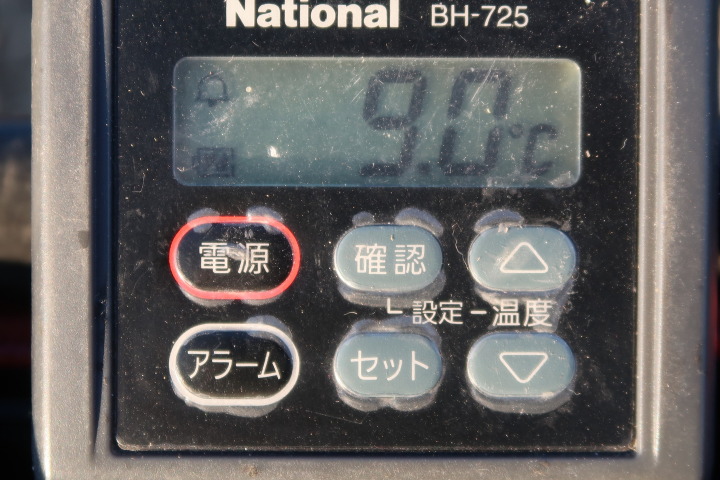 National BH-725
9.0°C
電源 確認 △
設定 温度
アラーム セット ▽